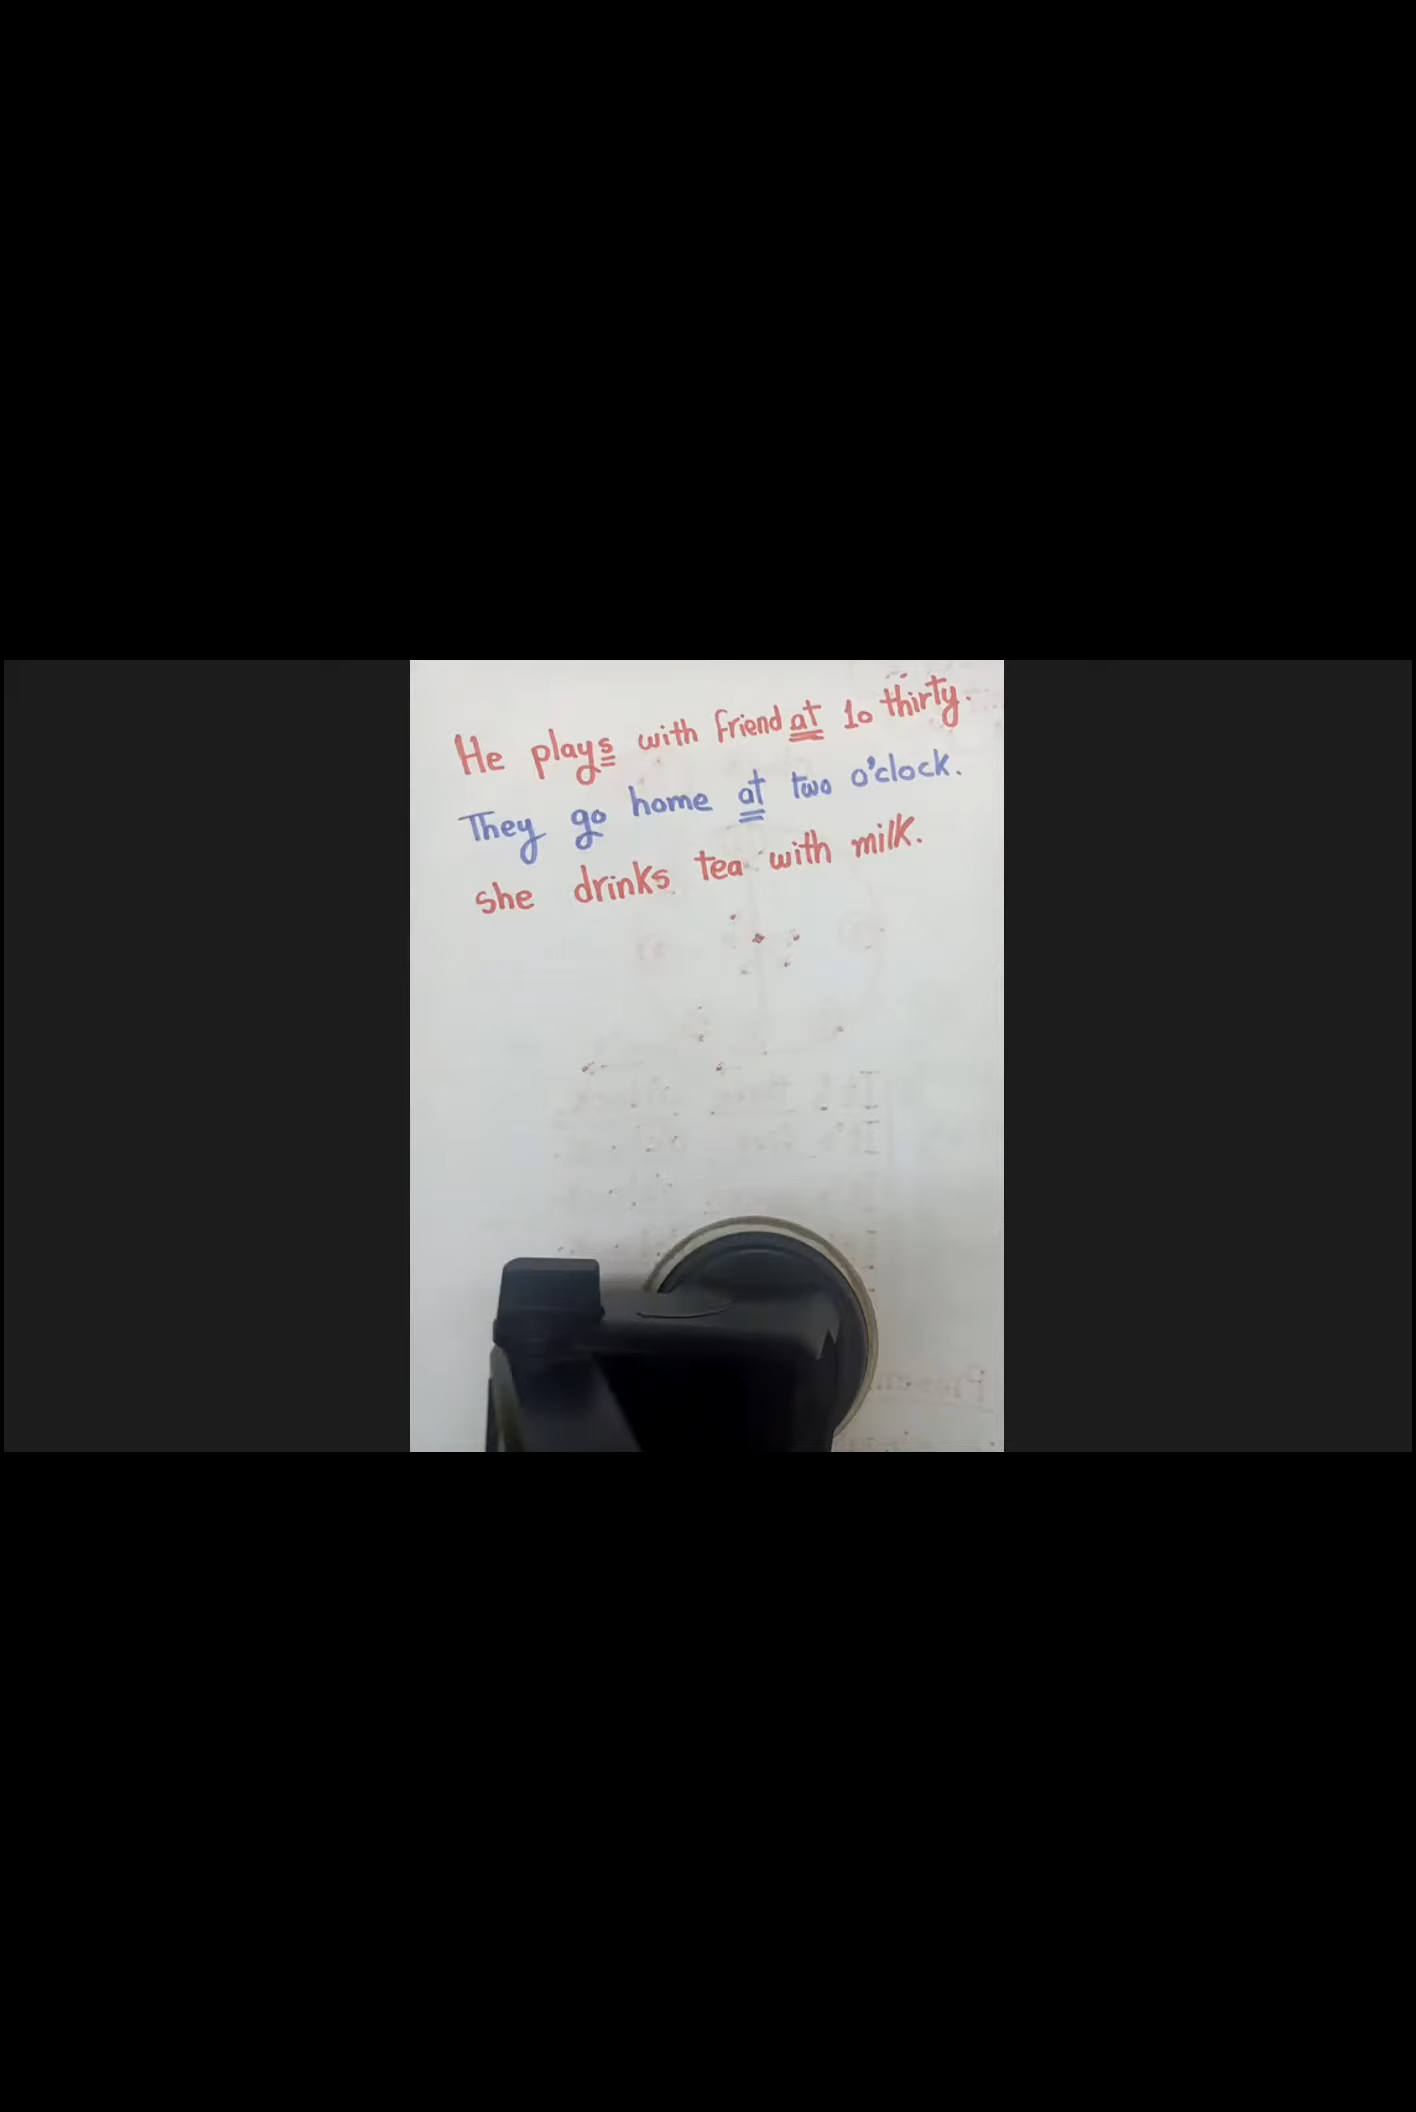 He plays with friend at 10 thirty.
They go home at two o'clock.
she drinks tea with milk.